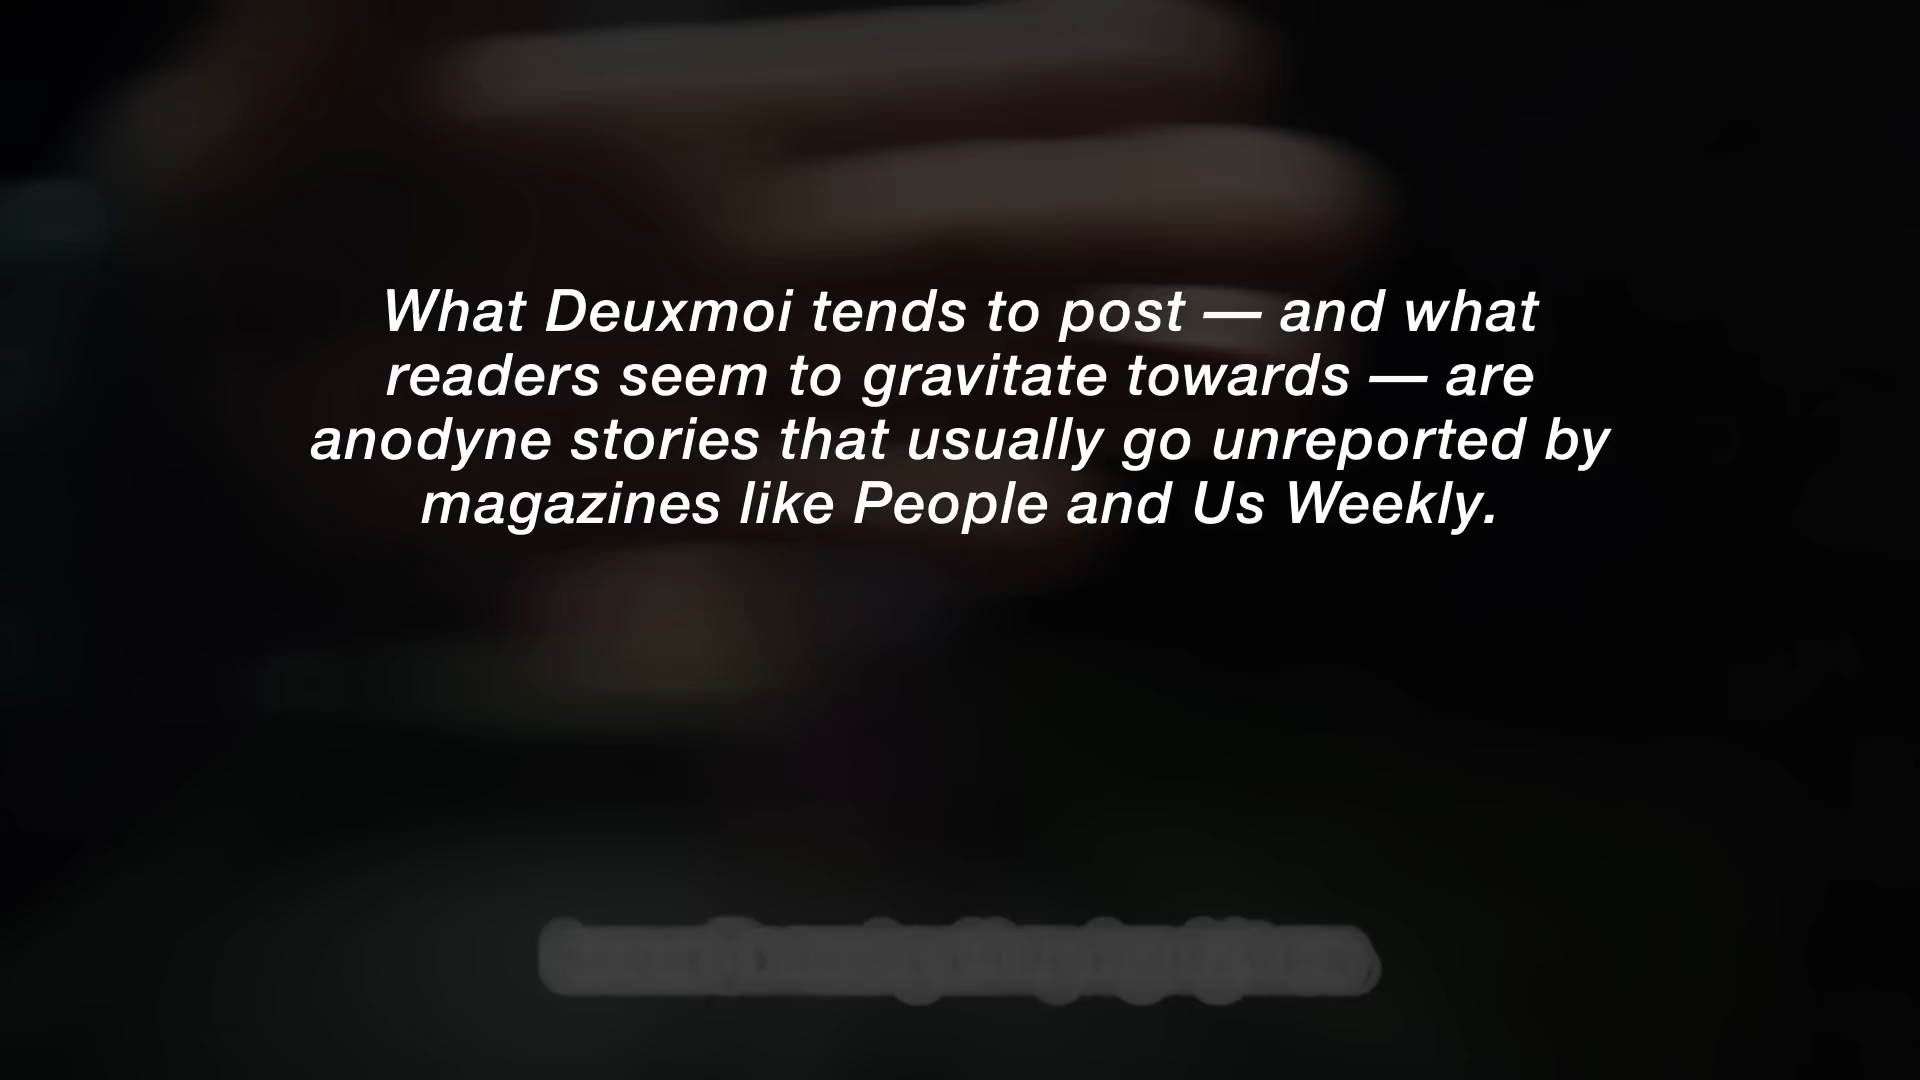 What Deuxmoi tends to post — and what
readers seem to gravitate towards — are
anodyne stories that usually go unreported by
magazines like People and Us Weekly.